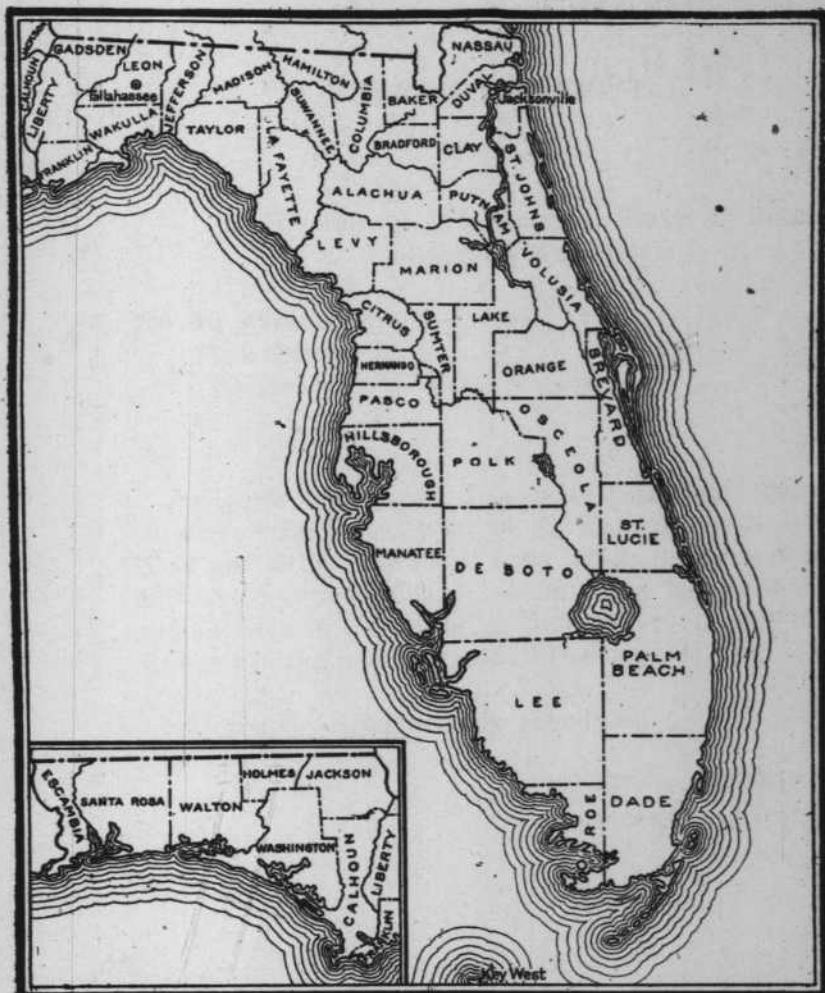 NASSAU
GADSDEN
LEON
HAMILTON
JACKSON
CALHOUN
LIBERTY
Tallahassee
JEFFERSON
MADISON
SUWANNEE
COLUMBIA
BAKER
DUVAL
Jacksonville
WAKULLA
FRANKLIN
TAYLOR
LA FAYETTE
BRADFORD
CLAY
ST. JOHNS
ALACHUA
PUTNAM
LEVY
MARION
VOLUSIA
CITRUS
SUMTER
LAKE
HERNANDO
ORANGE
BREVARD
PASCO
OSCEOLA
HILLSBOROUGH
POLK
MANATEE
DE SOTO
ST.
LUCIE
PALM
BEACH
LEE
DADE
MONROE
ESCAMBIA
SANTA ROSA
WALTON
HOLMES
JACKSON
WASHINGTON
CALHOUN
LIBERTY
FRANKLIN
Key West